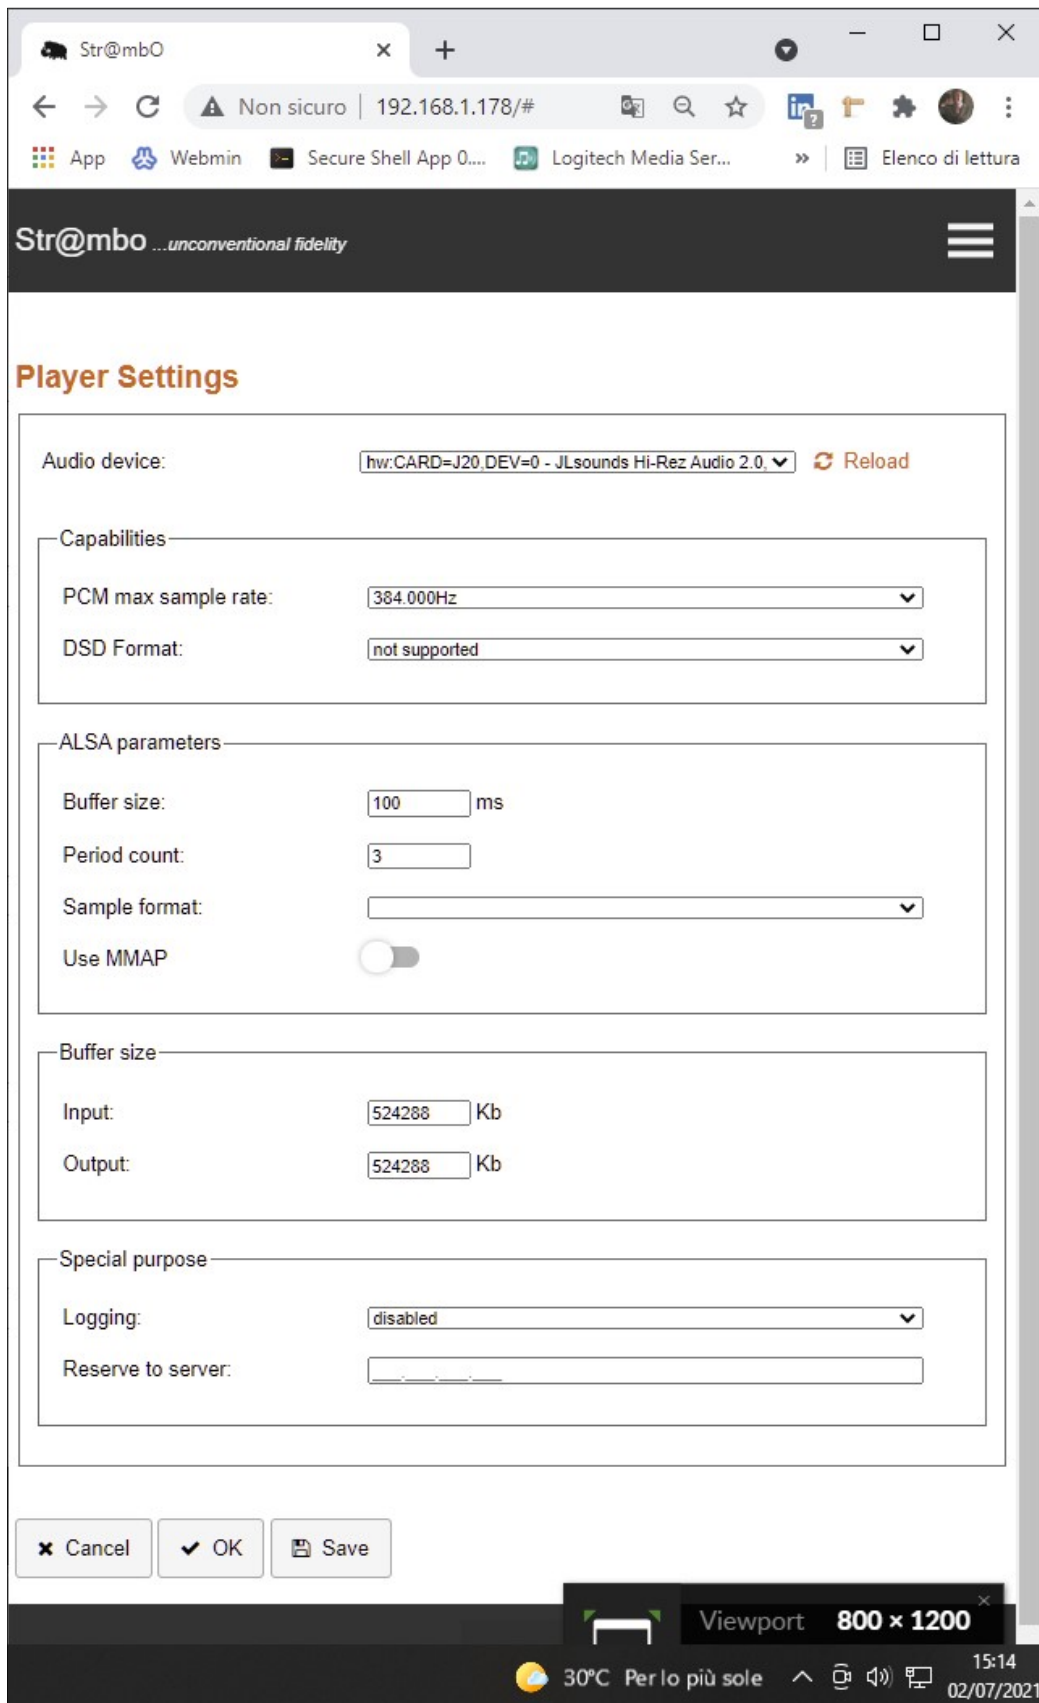 Str@mbO
Non sicuro 192.168.1.178/#
App Webmin Secure Shell App 0.... Logitech Media Ser... » Elenco di lettura
Str@mbo ...unconventional fidelity
Player Settings
Audio device: hw:CARD=J20,DEV=0 - JLsounds Hi-Rez Audio 2.0, Reload
Capabilities
PCM max sample rate: 384.000Hz
DSD Format: not supported
ALSA parameters
Buffer size: 100 ms
Period count: 3
Sample format:
Use MMAP
Buffer size
Input: 524288 Kb
Output: 524288 Kb
Special purpose
Logging: disabled
Reserve to server: ___.___.___.___
Cancel OK Save
Viewport 800 × 1200
30°C Per lo più sole 15:14
02/07/2021